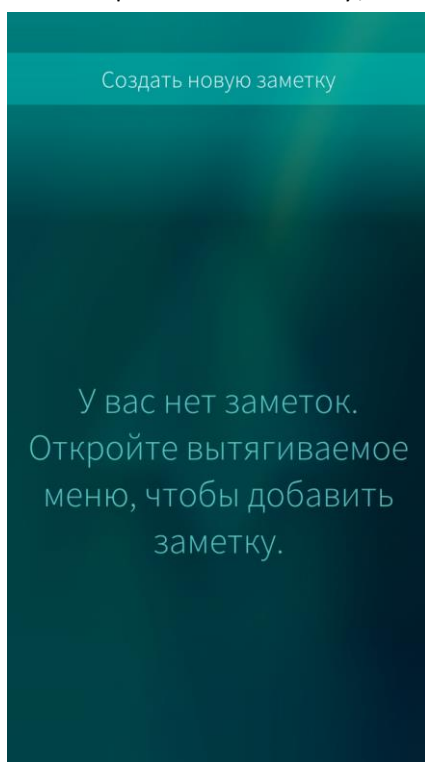 Создать новую заметку
У вас нет заметок.
Откройте вытягиваемое
меню, чтобы добавить
заметку.